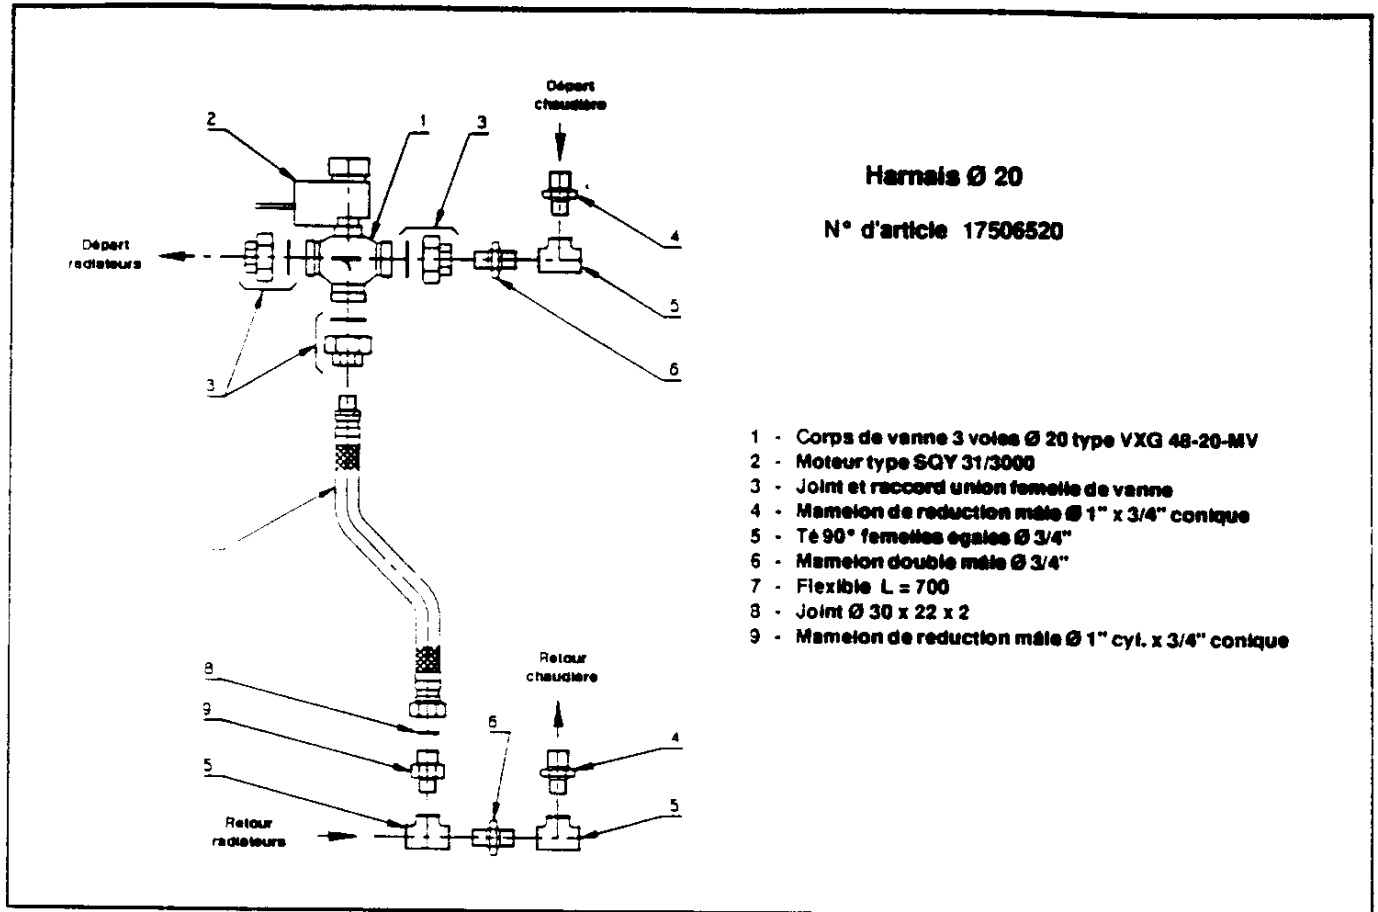 Départ
chaudière
2
1
3
Harnais Ø 20
4
N° d'article 17506520
Départ
radiateurs
5
6
3
1 - Corps de vanne 3 voies Ø 20 type VXG 48-20-MV
2 - Moteur type SQY 31/3000
3 - Joint et raccord union femelle de vanne
4 - Mamelon de reduction mâle Ø 1" x 3/4" conique
5 - Té 90° femelles égales Ø 3/4"
6 - Mamelon double mâle Ø 3/4"
7 - Flexible L = 700
8 - Joint Ø 30 x 22 x 2
9 - Mamelon de reduction mâle Ø 1" cyl. x 3/4" conique
Retour
chaudière
8
9
6
4
5
5
Retour
radiateurs